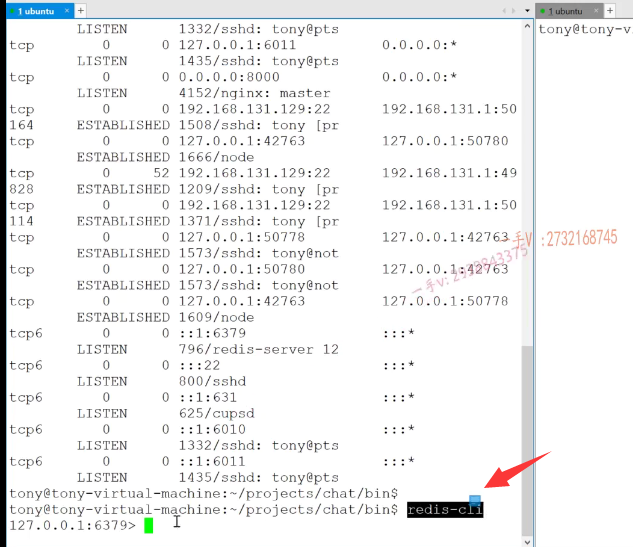 1 ubuntu × +
1 ubuntu × +
LISTEN 1332/sshd: tony@pts
tcp 0 0 127.0.0.1:6011 0.0.0.0:*
LISTEN 1435/sshd: tony@pts
tcp 0 0 0.0.0.0:8000 0.0.0.0:*
LISTEN 4152/nginx: master
tcp 0 0 192.168.131.129:22 192.168.131.1:50
164 ESTABLISHED 1508/sshd: tony [pr
tcp 0 0 127.0.0.1:42763 127.0.0.1:50780
ESTABLISHED 1666/node
tcp 0 52 192.168.131.129:22 192.168.131.1:49
828 ESTABLISHED 1209/sshd: tony [pr
tcp 0 0 192.168.131.129:22 192.168.131.1:50
114 ESTABLISHED 1371/sshd: tony [pr
tcp 0 0 127.0.0.1:50778 127.0.0.1:42763
ESTABLISHED 1573/sshd: tony@not
tcp 0 0 127.0.0.1:50780 127.0.0.1:42763
ESTABLISHED 1573/sshd: tony@not
tcp 0 0 127.0.0.1:42763 127.0.0.1:50778
ESTABLISHED 1609/node
tcp6 0 0 ::1:6379 :::*
LISTEN 796/redis-server 12
tcp6 0 0 :::22 :::*
LISTEN 800/sshd
tcp6 0 0 ::1:631 :::*
LISTEN 625/cupsd
tcp6 0 0 ::1:6010 :::*
LISTEN 1332/sshd: tony@pts
tcp6 0 0 ::1:6011 :::*
LISTEN 1435/sshd: tony@pts
tony@tony-virtual-machine:~/projects/chat/bin$
tony@tony-virtual-machine:~/projects/chat/bin$ redis-cli
127.0.0.1:6379>
tony@tony-vi
一手V :2732168745
一手v: